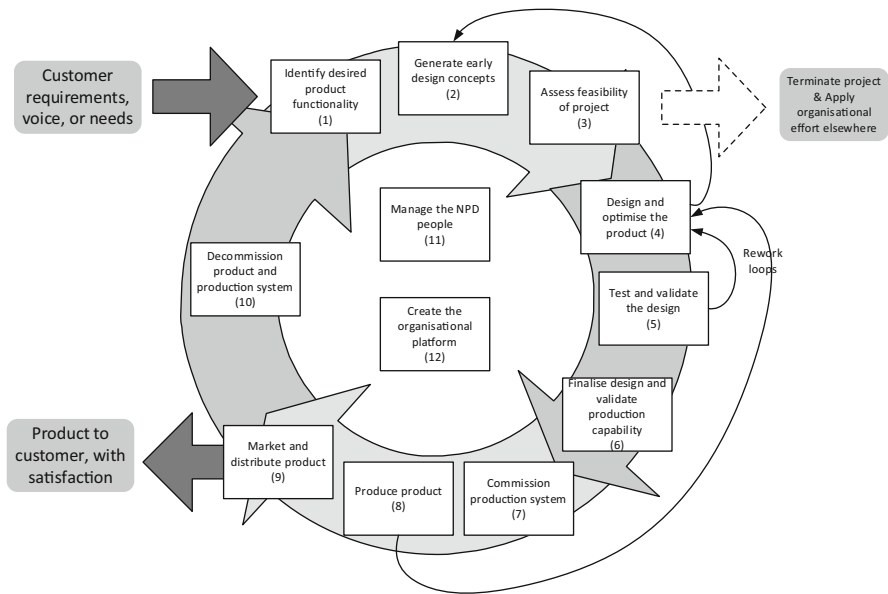 Customer
requirements,
voice, or needs
Identify desired
product
functionality
(1)
Generate early
design concepts
(2)
Assess feasibility
of project
(3)
Terminate project
& Apply
organisational
effort elsewhere
Design and
optimise the
product (4)
Rework
loops
Test and validate
the design
(5)
Finalise design and
validate
production
capability
(6)
Commission
production system
(7)
Produce product
(8)
Market and
distribute product
(9)
Product to
customer, with
satisfaction
Decommission
product and
production system
(10)
Manage the NPD
people
(11)
Create the
organisational
platform
(12)